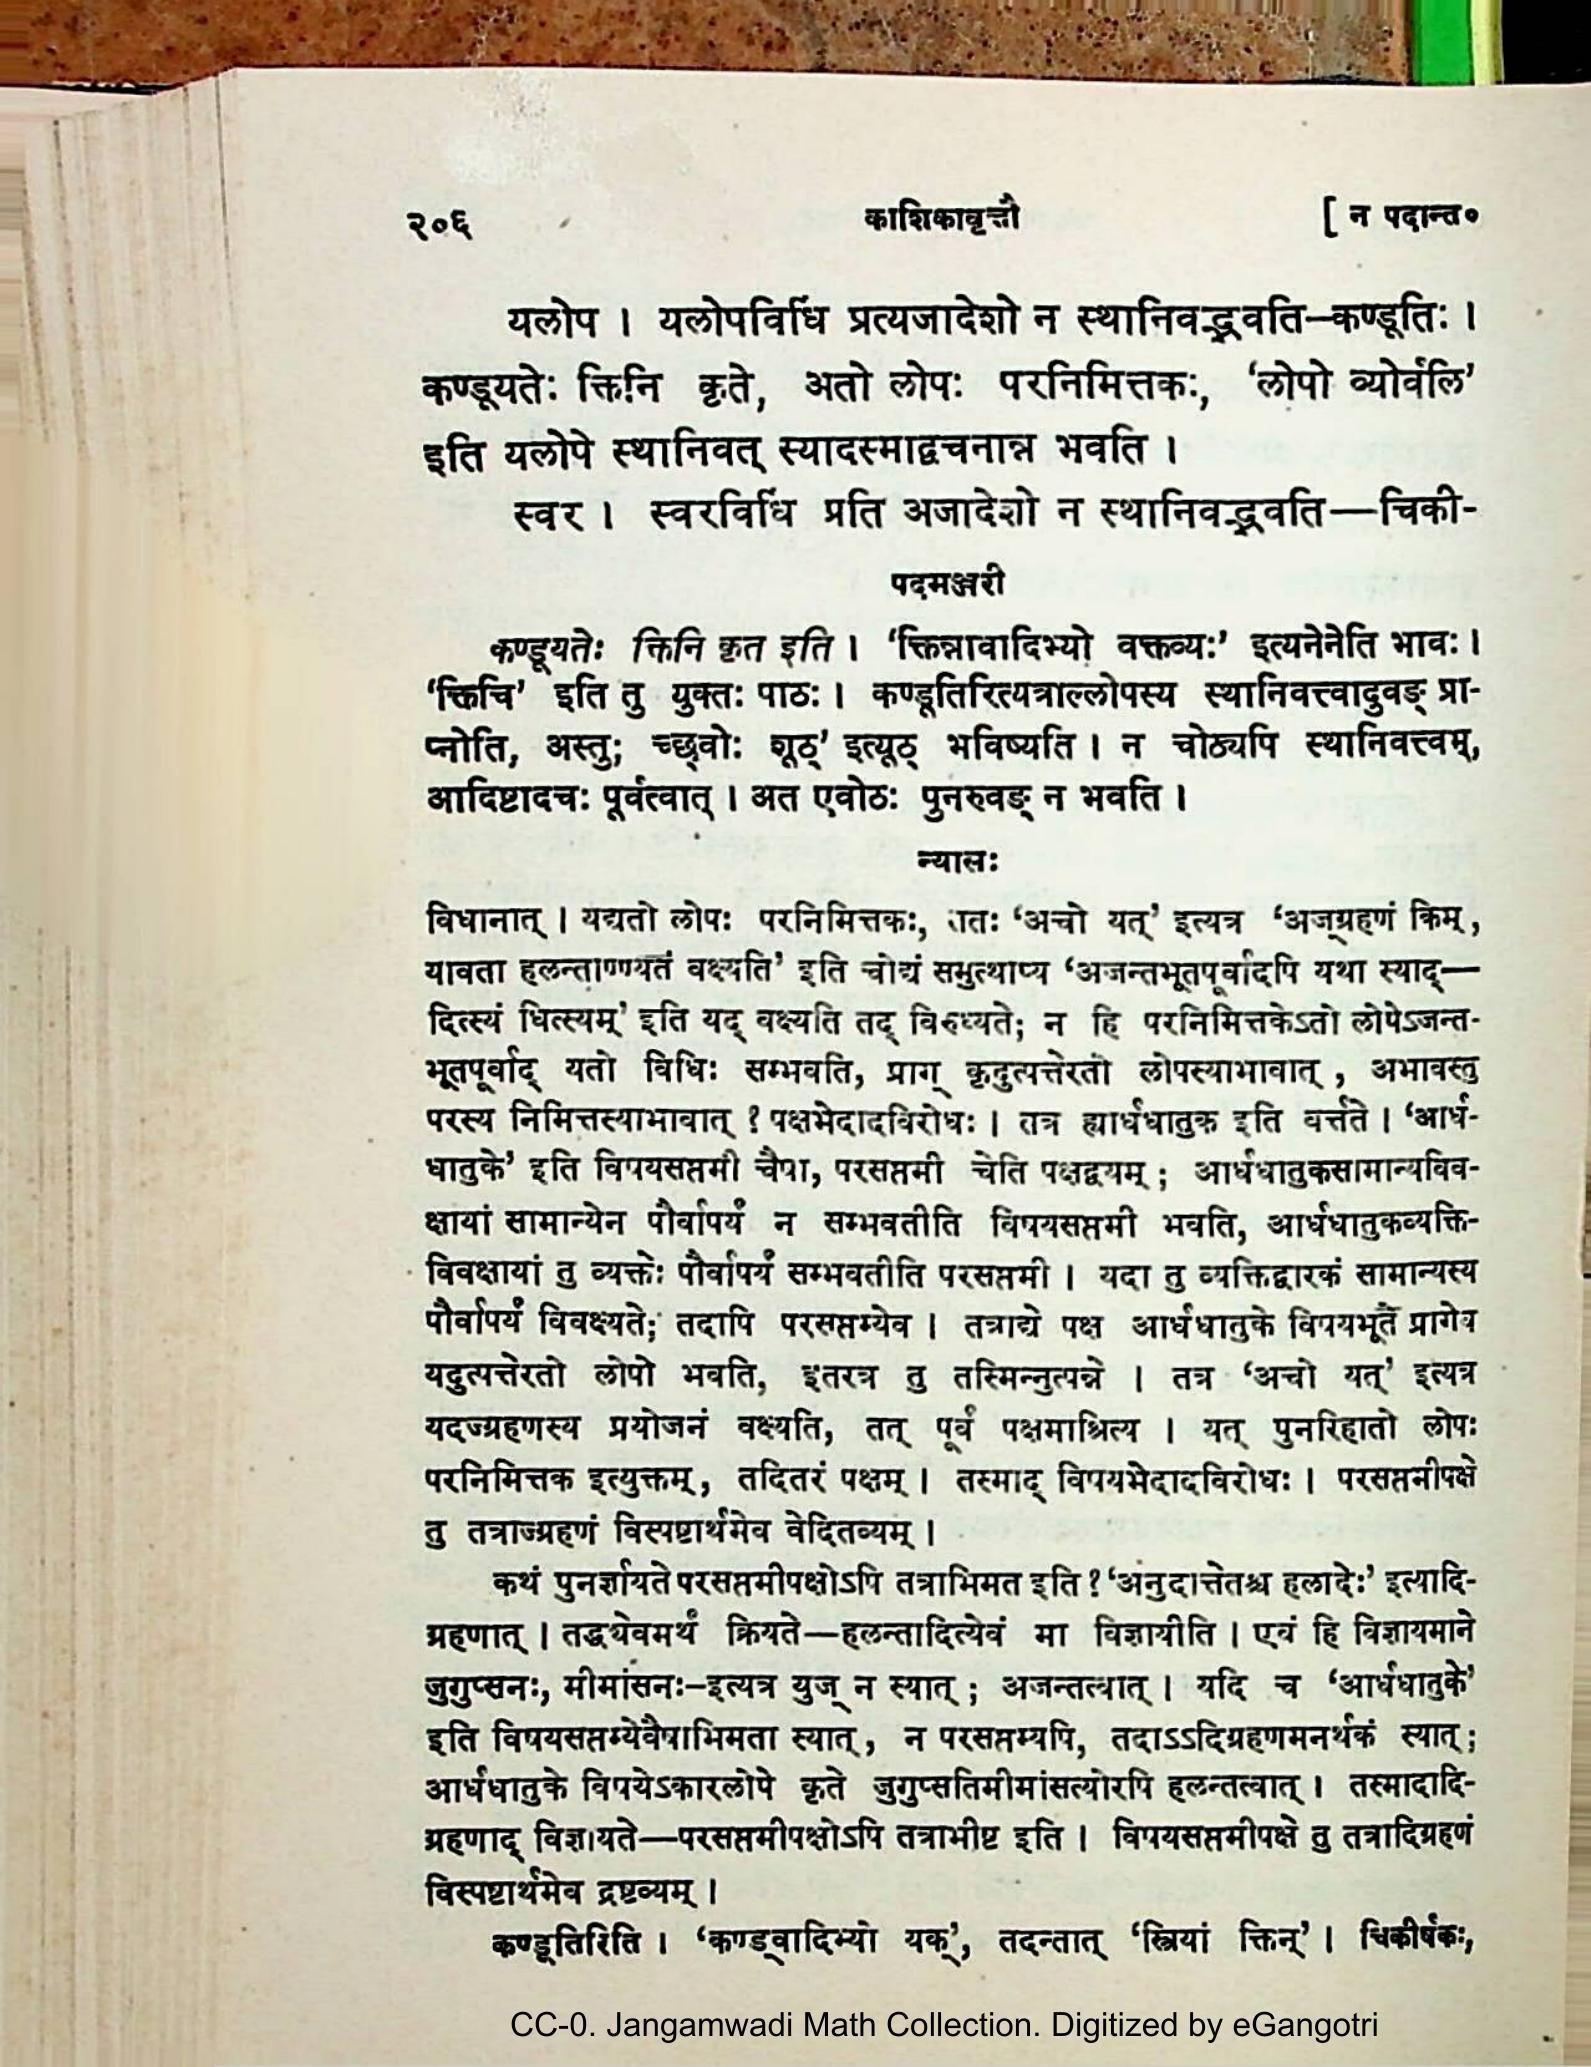 २०६ काशिकावृत्तौ [ न पदान्त०
यलोप । यलोपविधिं प्रत्यजादेशो न स्थानिवद्भवति–कण्डूतिः ।
कण्डूयतेः क्तिनि कृते, अतो लोपः परनिमित्तकः, ‘लोपो व्योर्वलि’
इति यलोपे स्थानिवत् स्यादस्माद्वचनान्न भवति ।
स्वर । स्वरविधिं प्रति अजादेशो न स्थानिवद्भवति—चिकी-
पदमञ्जरी
कण्डूयतेः क्तिनि कृत इति । ‘क्तिन्नावादिभ्यो वक्तव्यः’ इत्यनेनेति भावः ।
‘क्तिचि’ इति तु युक्तः पाठः । कण्डूतिरित्यत्राल्लोपस्य स्थानिवत्त्वादुवङ् प्रा-
प्नोति, अस्तु; च्छ्वोः शूठ्’ इत्यूठ् भविष्यति । न चोठ्यपि स्थानिवत्त्वम्,
आदिष्टादचः पूर्वत्वात् । अत एवोठः पुनरुवङ् न भवति ।
न्यासः
विधानात् । यद्यतो लोपः परनिमित्तकः, ततः ‘अचो यत्’ इत्यत्र ‘अज्ग्रहणं किम्,
यावता हलन्ताण्ण्यतं वक्ष्यति’ इति चोद्यं समुत्थाप्य ‘अजन्तभूतपूर्वादपि यथा स्याद्—
दित्स्यं धित्स्यम्’ इति यद् वक्ष्यति तद् विरुध्यते; न हि परनिमित्तकेऽतो लोपेऽजन्त-
भूतपूर्वाद् यतो विधिः सम्भवति, प्राग् कृदुत्पत्तेरतो लोपस्याभावात्, अभावस्तु
परस्य निमित्तस्याभावात् ? पक्षभेदादविरोधः । तत्र ह्यार्धधातुक इति वर्त्तते । ‘आर्ध-
धातुके’ इति विषयसप्तमी चैषा, परसप्तमी चेति पक्षद्वयम् ; आर्धधातुकसामान्यविव-
क्षायां सामान्येन पौर्वापर्यं न सम्भवतीति विषयसप्तमी भवति, आर्धधातुकव्यक्ति-
विवक्षायां तु व्यक्तेः पौर्वापर्यं सम्भवतीति परसप्तमी । यदा तु व्यक्तिद्वारकं सामान्यस्य
पौर्वापर्यं विवक्ष्यते; तदापि परसप्तम्येव । तत्राद्ये पक्ष आर्धधातुके विषयभूते प्रागेव
यदुत्पत्तेरतो लोपो भवति, इतरत्र तु तस्मिन्नुत्पन्ने । तत्र ‘अचो यत्’ इत्यत्र
यदज्ग्रहणस्य प्रयोजनं वक्ष्यति, तत् पूर्वं पक्षमाश्रित्य । यत् पुनरिहातो लोपः
परनिमित्तक इत्युक्तम्, तदितरं पक्षम् । तस्माद् विषयभेदादविरोधः । परसप्तमीपक्षे
तु तत्राज्ग्रहणं विस्पष्टार्थमेव वेदितव्यम् ।
कथं पुनर्ज्ञायते परसप्तमीपक्षोऽपि तत्राभिमत इति ? ‘अनुदात्तेतश्च हलादेः’ इत्यादि-
ग्रहणात् । तद्ध्येवमर्थं क्रियते—हलन्तादित्येवं मा विज्ञायीति । एवं हि विज्ञायमाने
जुगुप्सनः, मीमांसनः–इत्यत्र युज् न स्यात् ; अजन्तत्वात् । यदि च ‘आर्धधातुके’
इति विषयसप्तम्येवैषाभिमता स्यात्, न परसप्तम्यपि, तदाऽऽदिग्रहणमनर्थकं स्यात् ;
आर्धधातुके विषयेऽकारलोपे कृते जुगुप्सतिमीमांसत्योरपि हलन्तत्वात् । तस्मादादि-
ग्रहणाद् विज्ञायते—परसप्तमीपक्षोऽपि तत्राभीष्ट इति । विषयसप्तमीपक्षे तु तत्रादिग्रहणं
विस्पष्टार्थमेव द्रष्टव्यम् ।
कण्डूतिरिति । ‘कण्ड्वादिभ्यो यक्’, तदन्तात् ‘स्त्रियां क्तिन्’ । चिकीर्षकः,
CC-0. Jangamwadi Math Collection. Digitized by eGangotri